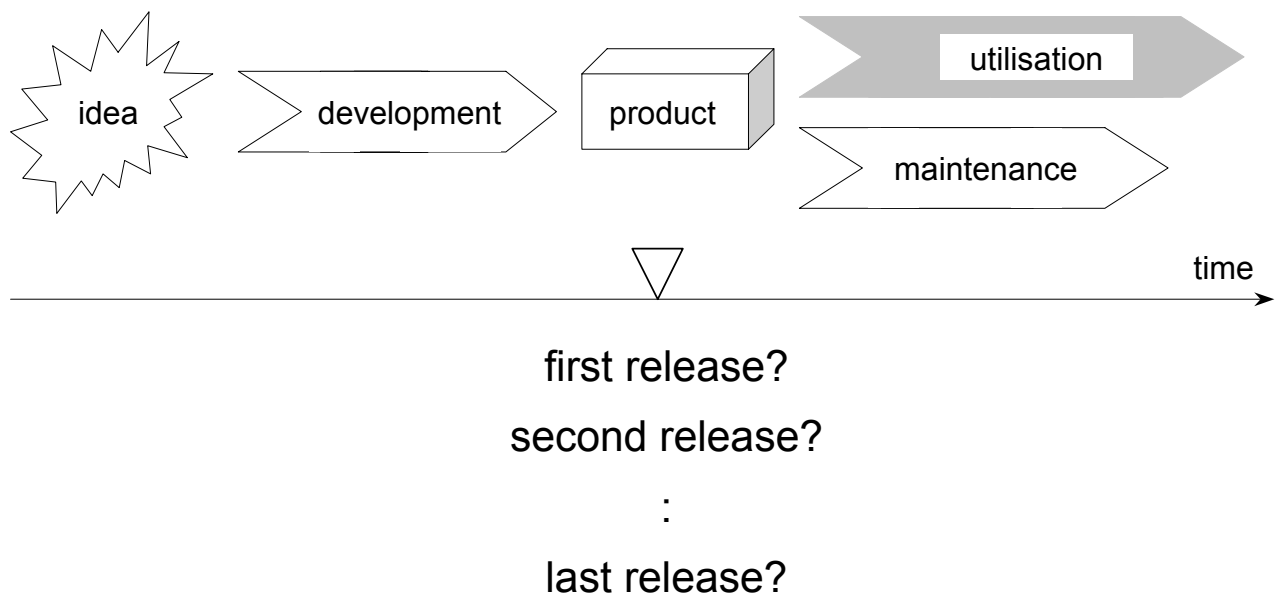 idea
development
product
utilisation
maintenance
time
first release?
second release?
:
last release?